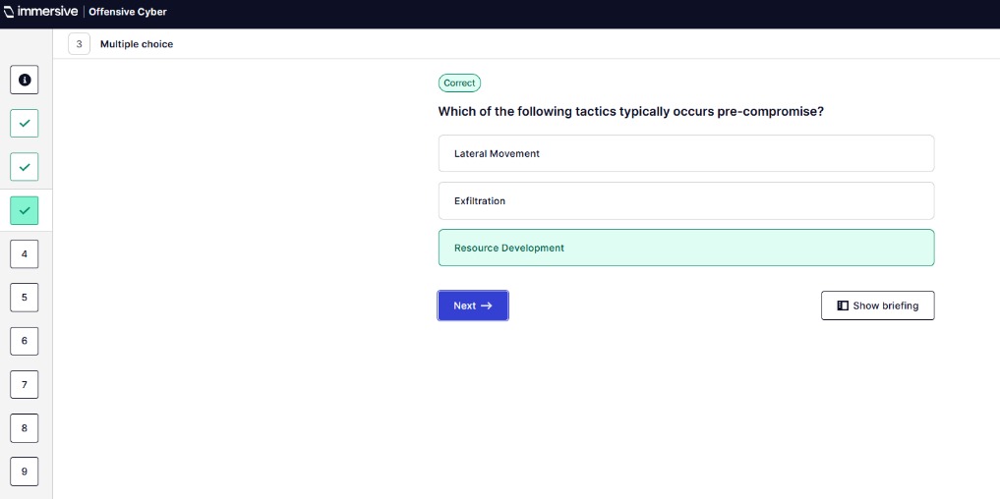 immersive | Offensive Cyber
3 Multiple choice
Correct
Which of the following tactics typically occurs pre-compromise?
Lateral Movement
Exfiltration
Resource Development
Next →
Show briefing
4
5
6
7
8
9